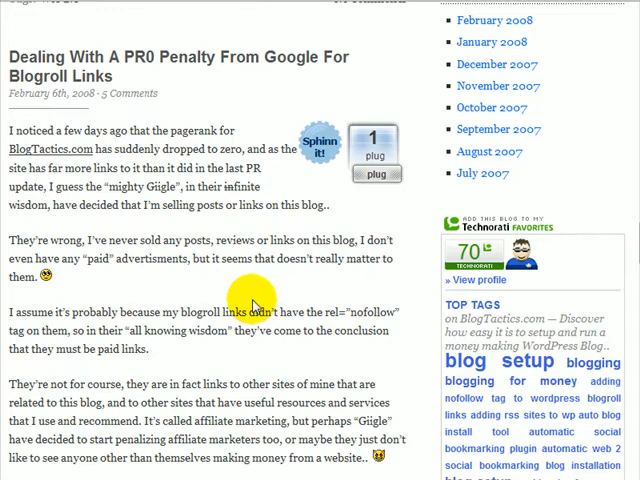 Dealing With A PR0 Penalty From Google For
Blogroll Links
February 6th, 2008 · 5 Comments
I noticed a few days ago that the pagerank for
BlogTactics.com has suddenly dropped to zero, and as the
site has far more links to it than it did in the last PR
update, I guess the “mighty Giigle”, in their infinite
wisdom, have decided that I’m selling posts or links on this blog..
Sphinn
it!
1
plug
plug
They’re wrong, I’ve never sold any posts, reviews or links on this blog, I don’t
even have any “paid” advertisments, but it seems that doesn’t really matter to
them.
I assume it’s probably because my blogroll links didn’t have the rel=”nofollow”
tag on them, so in their “all knowing wisdom” they’ve come to the conclusion
that they must be paid links.
They’re not for course, they are in fact links to other sites of mine that are
related to this blog, and to other sites that have useful resources and services
that I use and recommend. It’s called affiliate marketing, but perhaps “Giigle”
have decided to start penalizing affiliate marketers too, or maybe they just don’t
like to see anyone other than themselves making money from a website..
February 2008
January 2008
December 2007
November 2007
October 2007
September 2007
August 2007
July 2007
ADD THIS BLOG TO MY
Technorati FAVORITES
70
TECHNORATI
» View profile
TOP TAGS
on BlogTactics.com — Discover
how easy it is to setup and run a
money making WordPress Blog..
blog setup blogging
blogging for money adding
nofollow tag to wordpress blogroll
links adding rss sites to wp auto blog
install tool automatic social
bookmarking plugin automatic web 2
social bookmarking blog installation